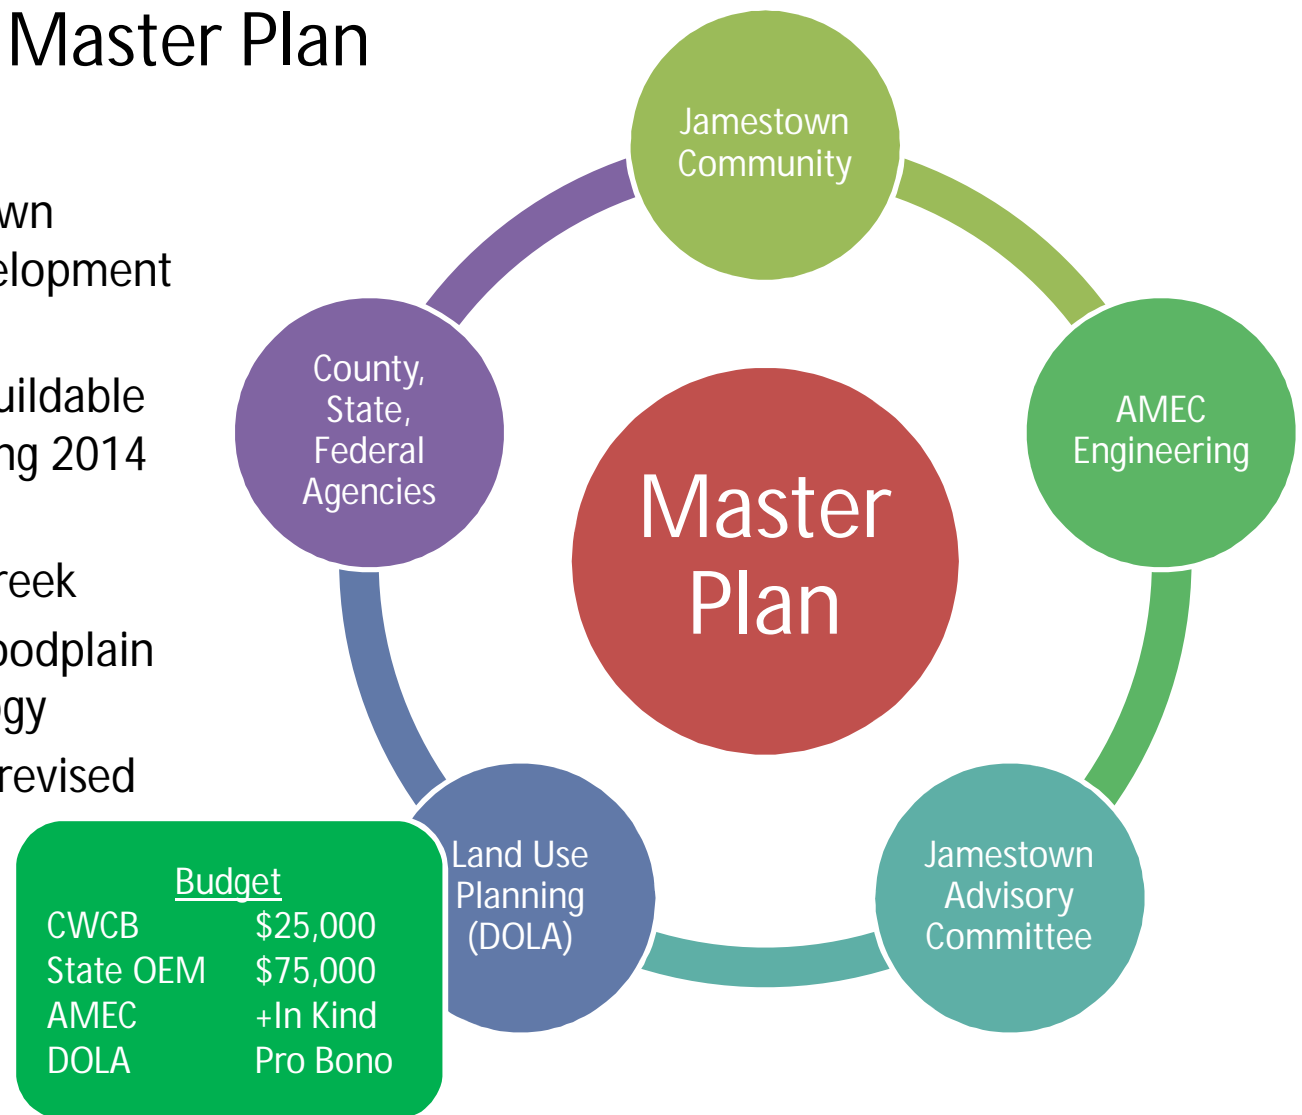 Master Plan
own
elopment
uildable
ng 2014
reek
oodplain
ogy
revised
Jamestown
Community
AMEC
Engineering
Jamestown
Advisory
Committee
Land Use
Planning
(DOLA)
County,
State,
Federal
Agencies
Master
Plan
Budget
CWCB $25,000
State OEM $75,000
AMEC +In Kind
DOLA Pro Bono